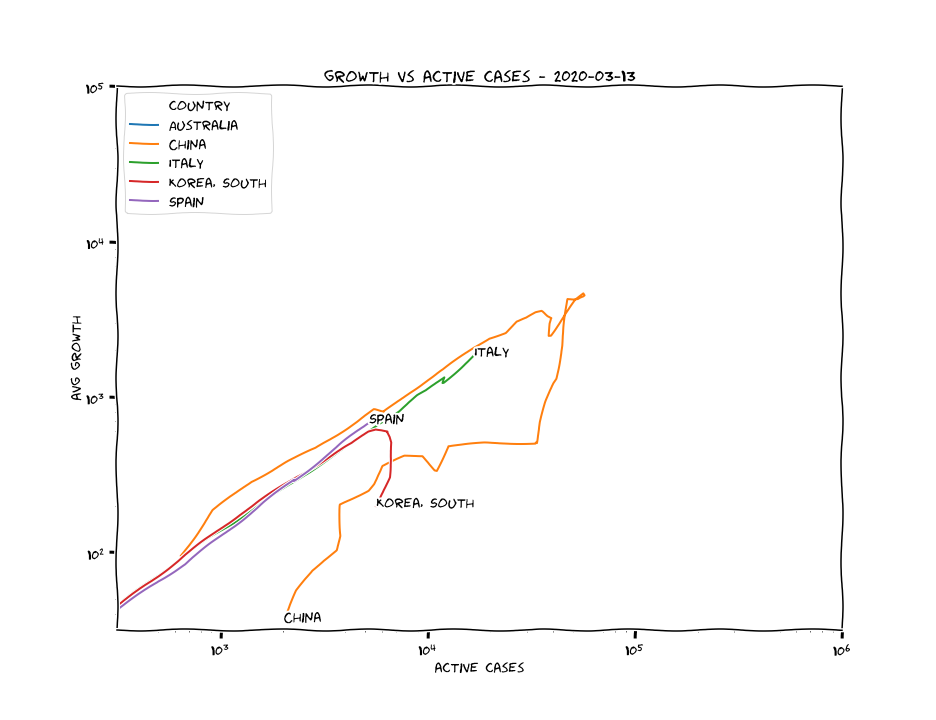 GROWTH VS ACTIVE CASES - 2020-03-13
10⁵
COUNTRY
AUSTRALIA
CHINA
ITALY
KOREA, SOUTH
SPAIN
10⁴
AVG GROWTH
ITALY
10³
SPAIN
KOREA, SOUTH
10²
CHINA
10³ 10⁴ 10⁵ 10⁶
ACTIVE CASES